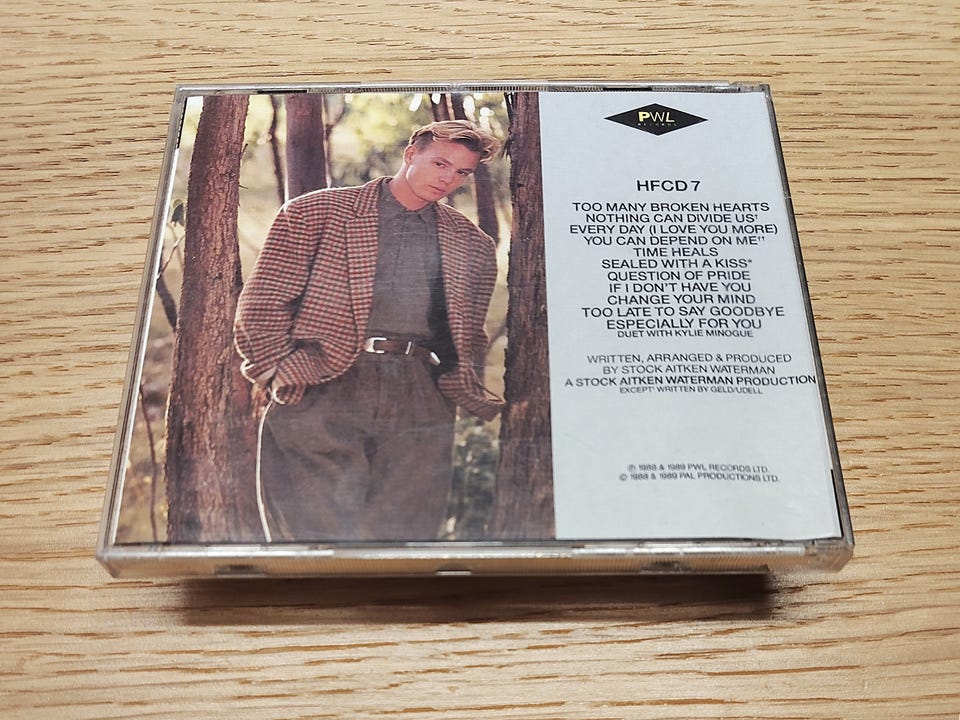 PWL
RECORDS
HFCD 7
TOO MANY BROKEN HEARTS
NOTHING CAN DIVIDE US†
EVERY DAY (I LOVE YOU MORE)
YOU CAN DEPEND ON ME††
TIME HEALS
SEALED WITH A KISS*
QUESTION OF PRIDE
IF I DON'T HAVE YOU
CHANGE YOUR MIND
TOO LATE TO SAY GOODBYE
ESPECIALLY FOR YOU
DUET WITH KYLIE MINOGUE
WRITTEN, ARRANGED & PRODUCED
BY STOCK AITKEN WATERMAN
A STOCK AITKEN WATERMAN PRODUCTION
EXCEPT* WRITTEN BY GELD/UDELL
℗ 1988 & 1989 PWL RECORDS LTD.
© 1988 & 1989 PAL PRODUCTIONS LTD.